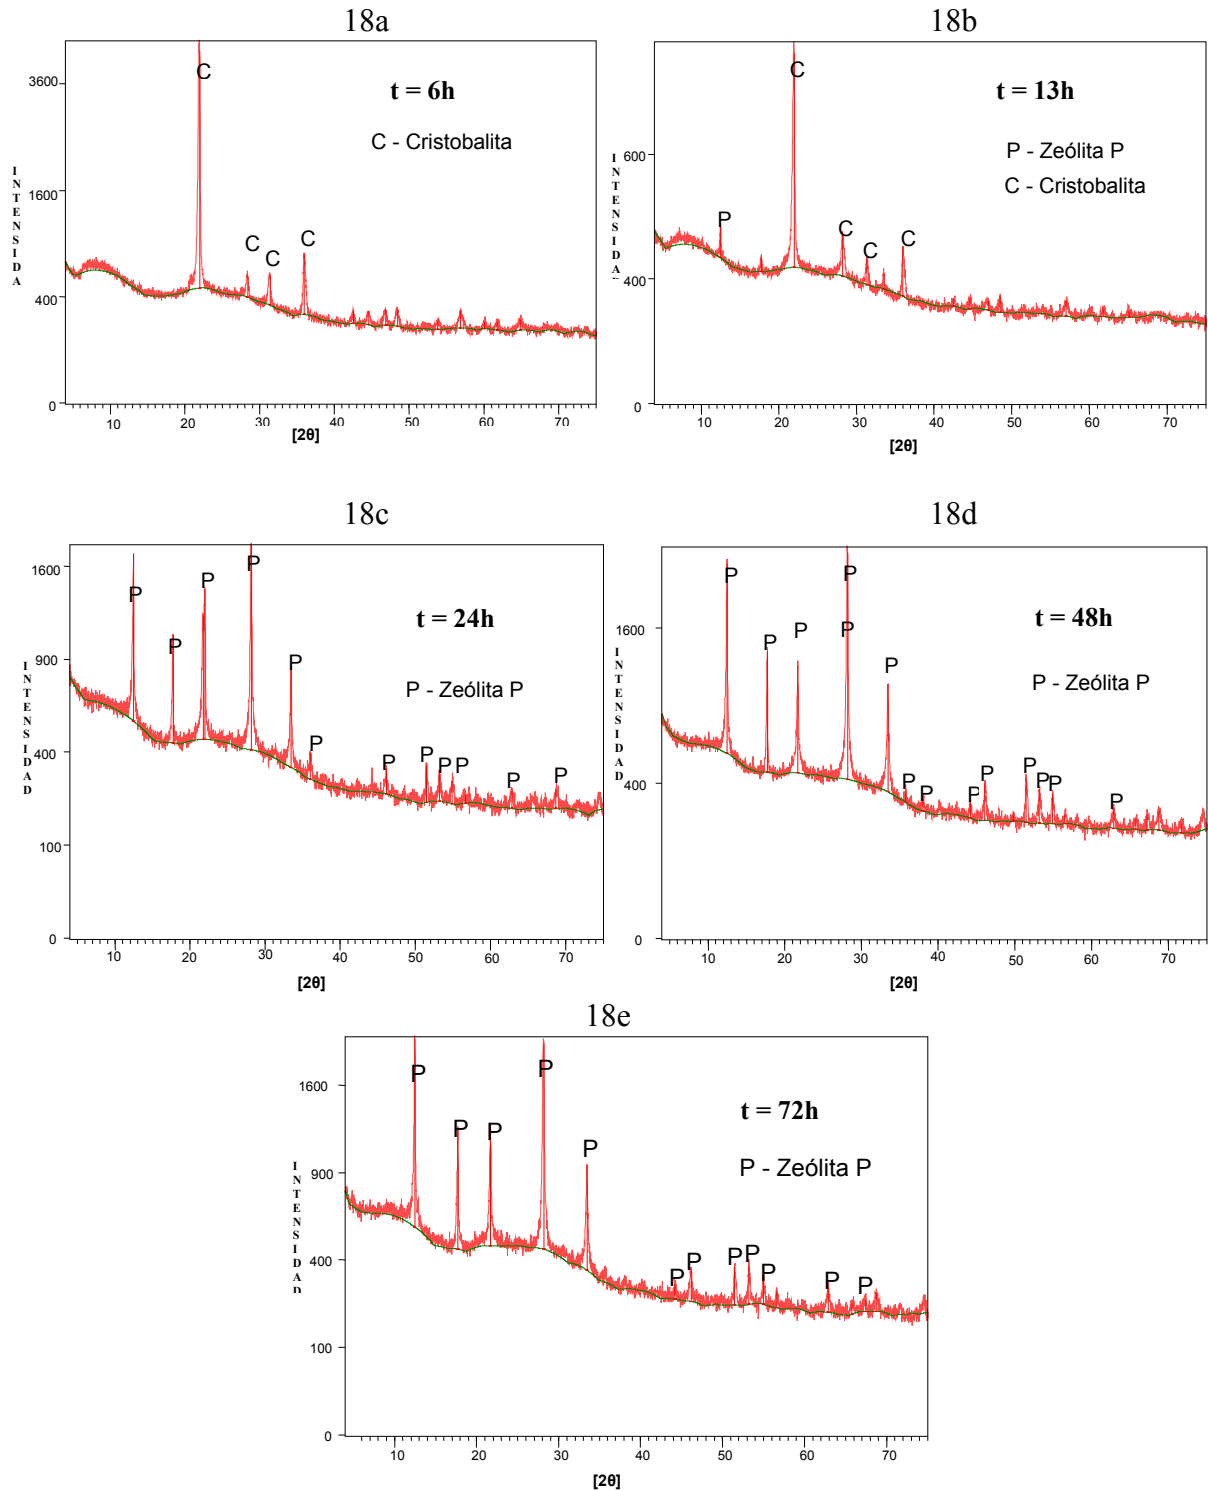 18a
3600
1600
400
0
INTENSIDA
C
C
C
C
t = 6h
C - Cristobalita
10 20 30 40 50 60 70
[2θ]
18b
600
400
0
INTENSIDA
P
C
C
C
C
t = 13h
P - Zeólita P
C - Cristobalita
10 20 30 40 50 60 70
[2θ]
18c
1600
900
400
100
0
INTENSIDAD
P
P
P
P
P
P
P
P
P
P
P
P
t = 24h
P - Zeólita P
10 20 30 40 50 60 70
[2θ]
18d
1600
400
0
INTENSIDAD
P
P
P
P
P
P
P
P
P
P
P
P
P
P
t = 48h
P - Zeólita P
10 20 30 40 50 60 70
[2θ]
18e
1600
900
400
100
0
INTENSIDAD
P
P
P
P
P
P
P
P
P
P
P
P
t = 72h
P - Zeólita P
10 20 30 40 50 60 70
[2θ]